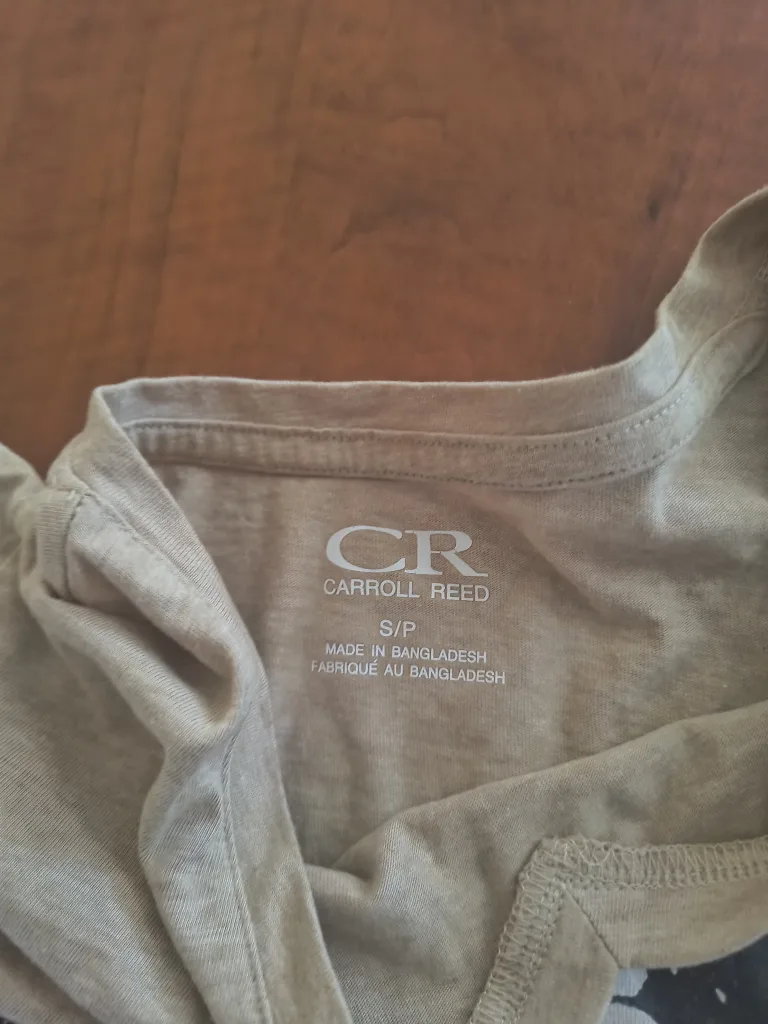 CR
CARROLL REED
S/P
MADE IN BANGLADESH
FABRIQUÉ AU BANGLADESH